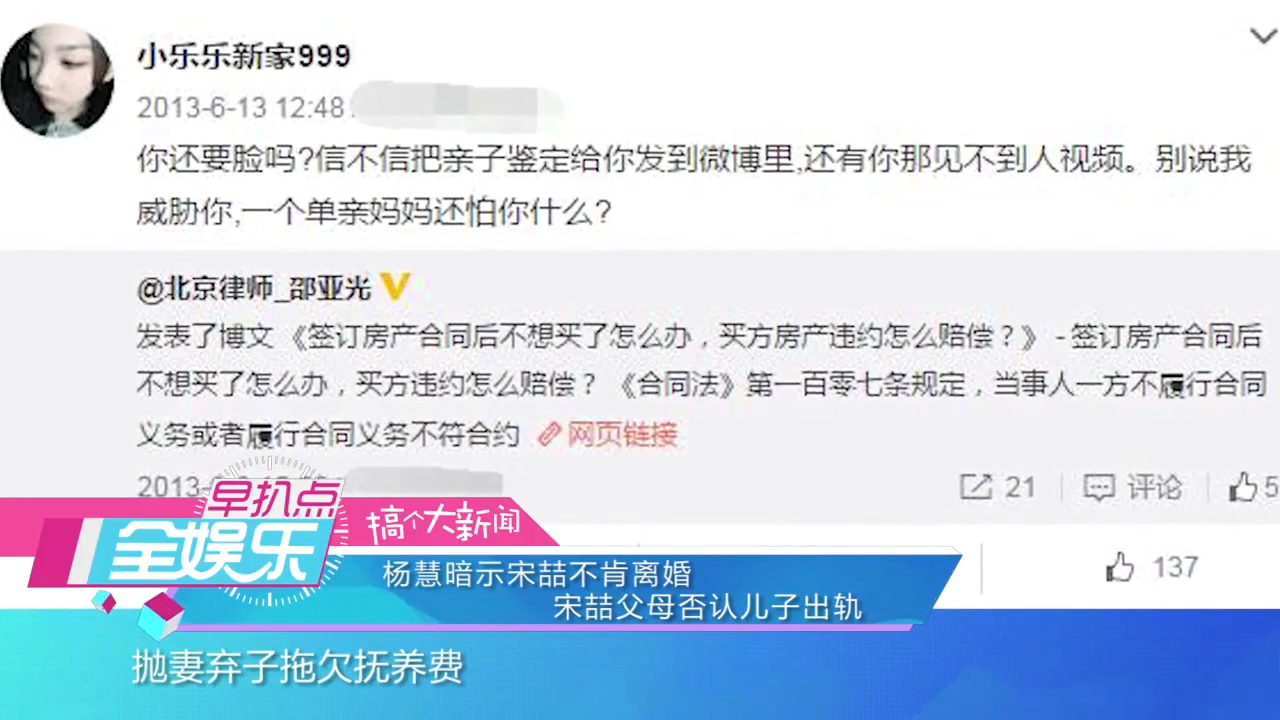 小乐乐新家999
2013-6-13 12:48
你还要脸吗?信不信把亲子鉴定给你发到微博里,还有你那见不到人视频。别说我
威胁你,一个单亲妈妈还怕你什么?
@北京律师_邵亚光
发表了博文《签订房产合同后不想买了怎么办，买方房产违约怎么赔偿？》 - 签订房产合同后
不想买了怎么办，买方违约怎么赔偿？《合同法》第一百零七条规定，当事人一方不履行合同
义务或者履行合同义务不符合约 网页链接
2013- 21 评论 5
137
早扒点
全娱乐
搞个大新闻
杨慧暗示宋喆不肯离婚
宋喆父母否认儿子出轨
抛妻弃子拖欠抚养费